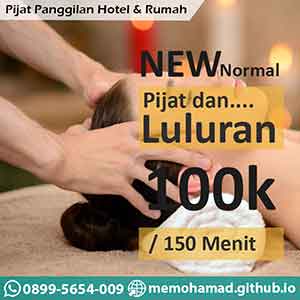 Pijat Panggilan Hotel & Rumah
NEW Normal
Pijat dan....
Luluran
100k
/ 150 Menit
0899-5654-009 memohamad.github.io